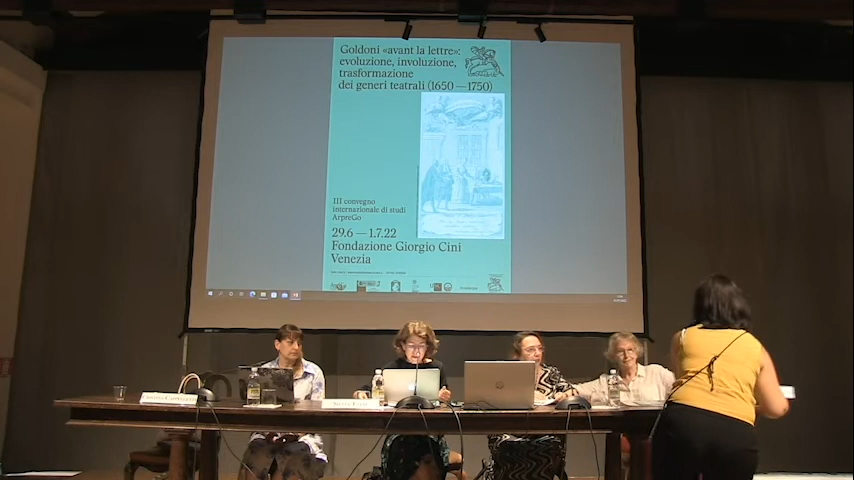 Goldoni «avant la lettre»:
evoluzione, involuzione,
trasformazione
dei generi teatrali (1650 — 1750)
III convegno
internazionale di studi
ArpreGo
29.6 — 1.7.22
Fondazione Giorgio Cini
Venezia